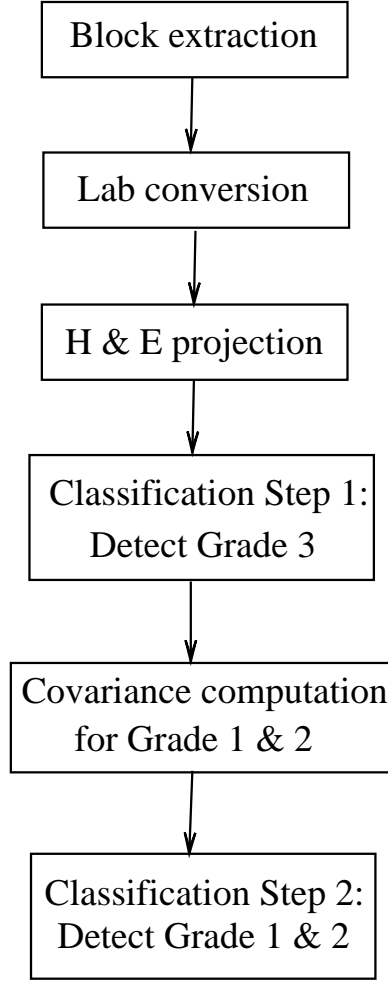 Block extraction
Lab conversion
H & E projection
Classification Step 1:
Detect Grade 3
Covariance computation
for Grade 1 & 2
Classification Step 2:
Detect Grade 1 & 2